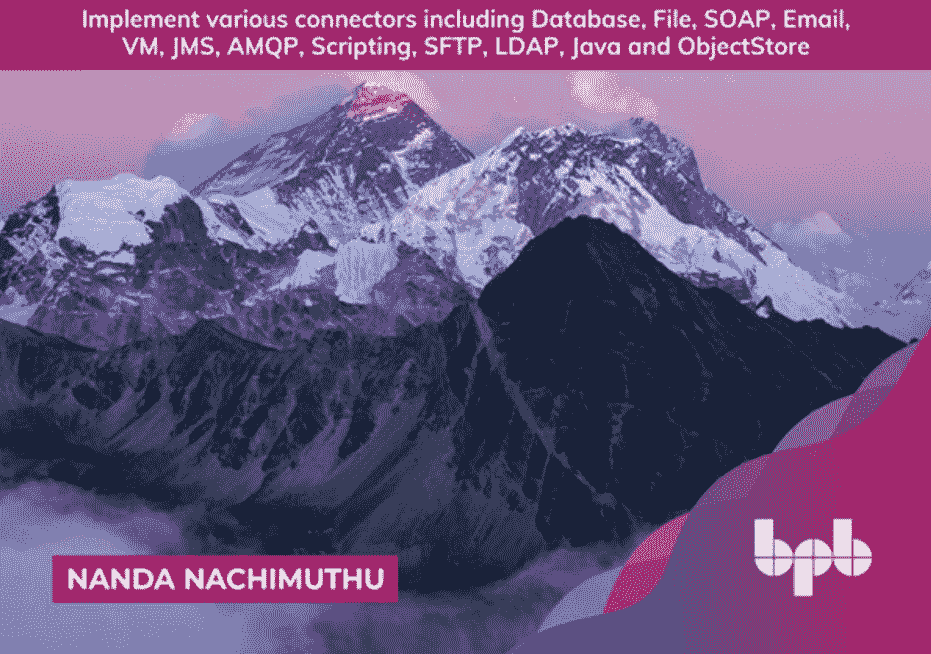 Implement various connectors including Database, File, SOAP, Email,
VM, JMS, AMQP, Scripting, SFTP, LDAP, Java and ObjectStore
NANDA NACHIMUTHU
bpb